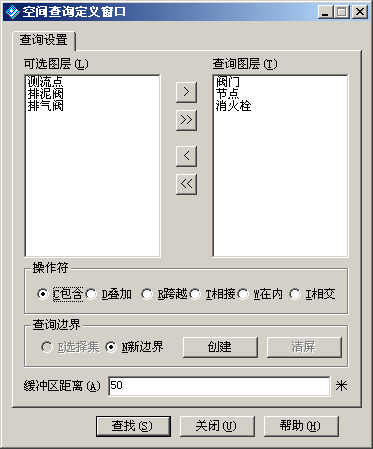 空间查询定义窗口
查询设置
可选图层(L) 查询图层(T)
测流点
排泥阀
排气阀
>
>>
<
<<
阀门
节点
消火栓
操作符
C包含 D叠加 R跨越 T相接 W在内 I相交
查询边界
E选择集 N新边界 创建 清屏
缓冲区距离(A) 50 米
查找(S) 关闭(U) 帮助(H)